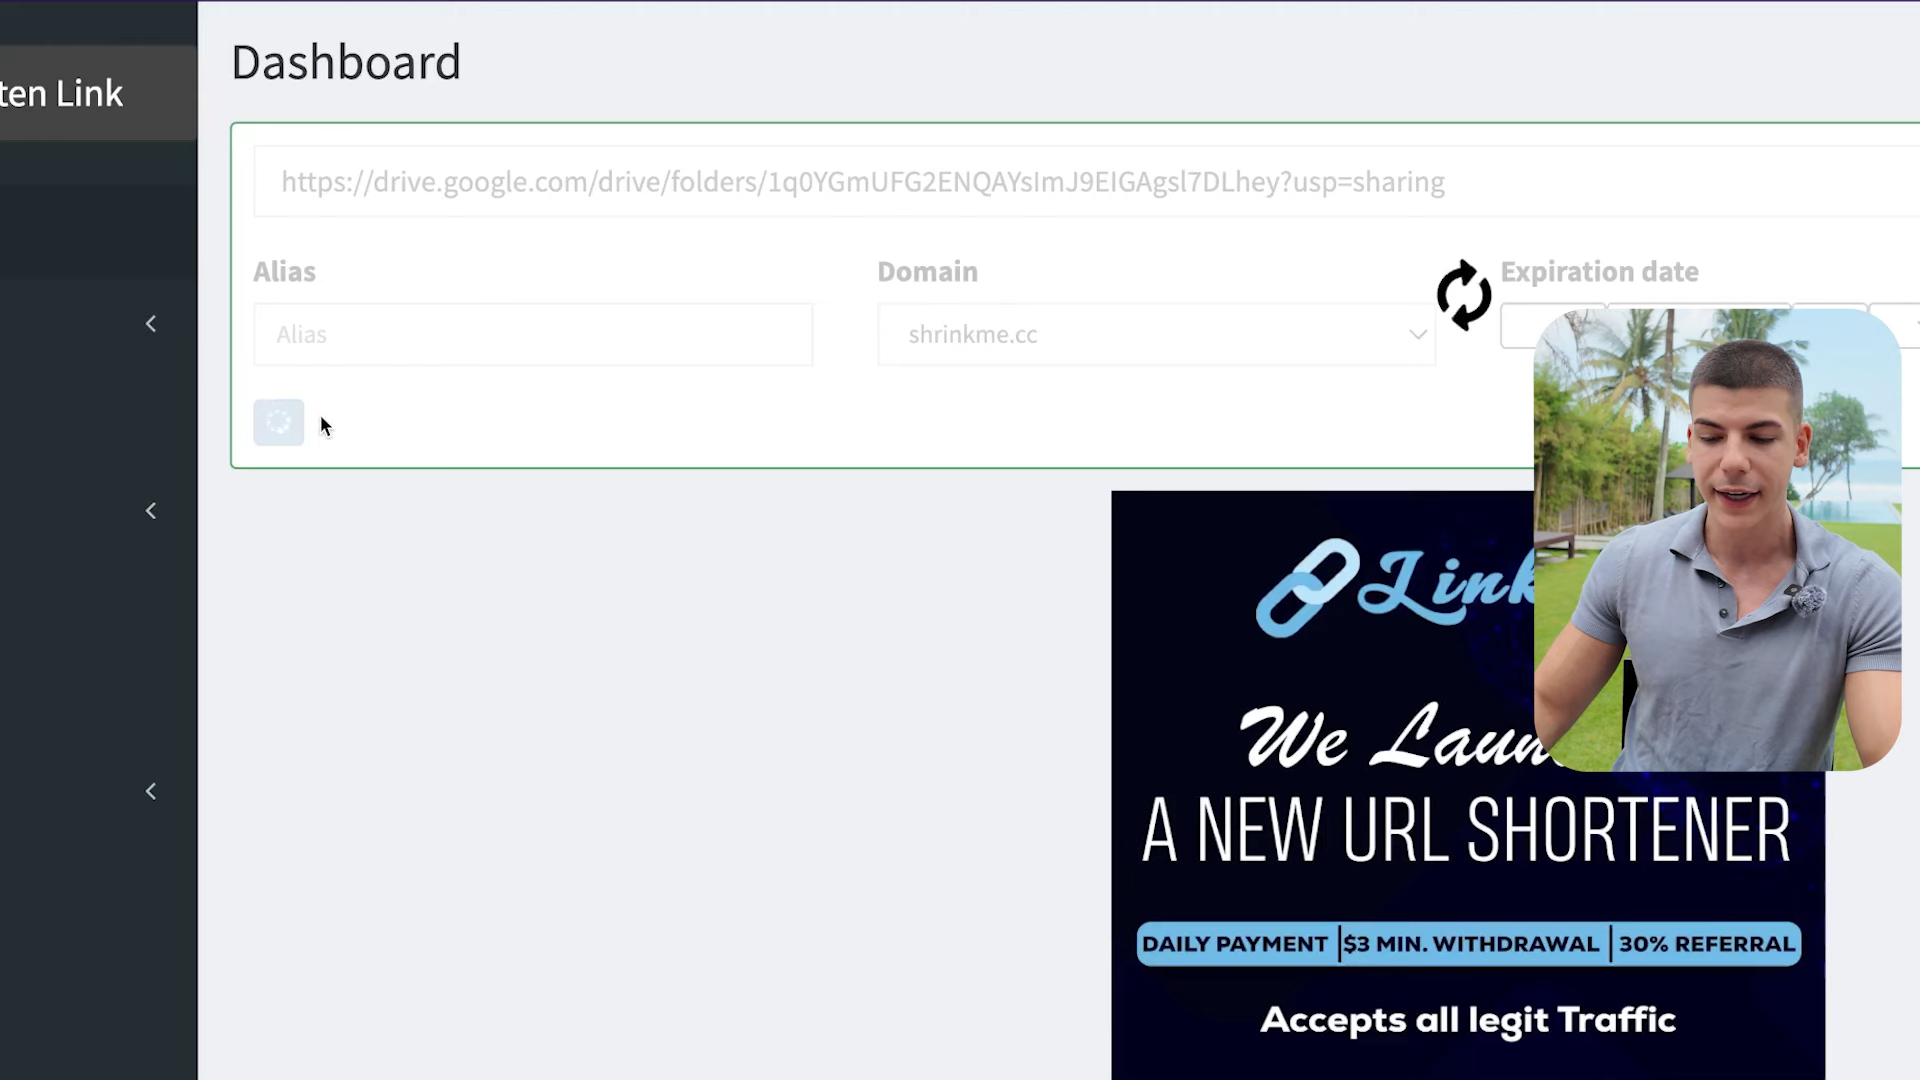 Dashboard
ten Link
https://drive.google.com/drive/folders/1q0YGmUFG2ENQAYsImJ9EIGAgsl7DLhey?usp=sharing
Alias
Domain
Expiration date
Alias
shrinkme.cc
Link
We Laun
A NEW URL SHORTENER
DAILY PAYMENT | $3 MIN. WITHDRAWAL | 30% REFERRAL
Accepts all legit Traffic